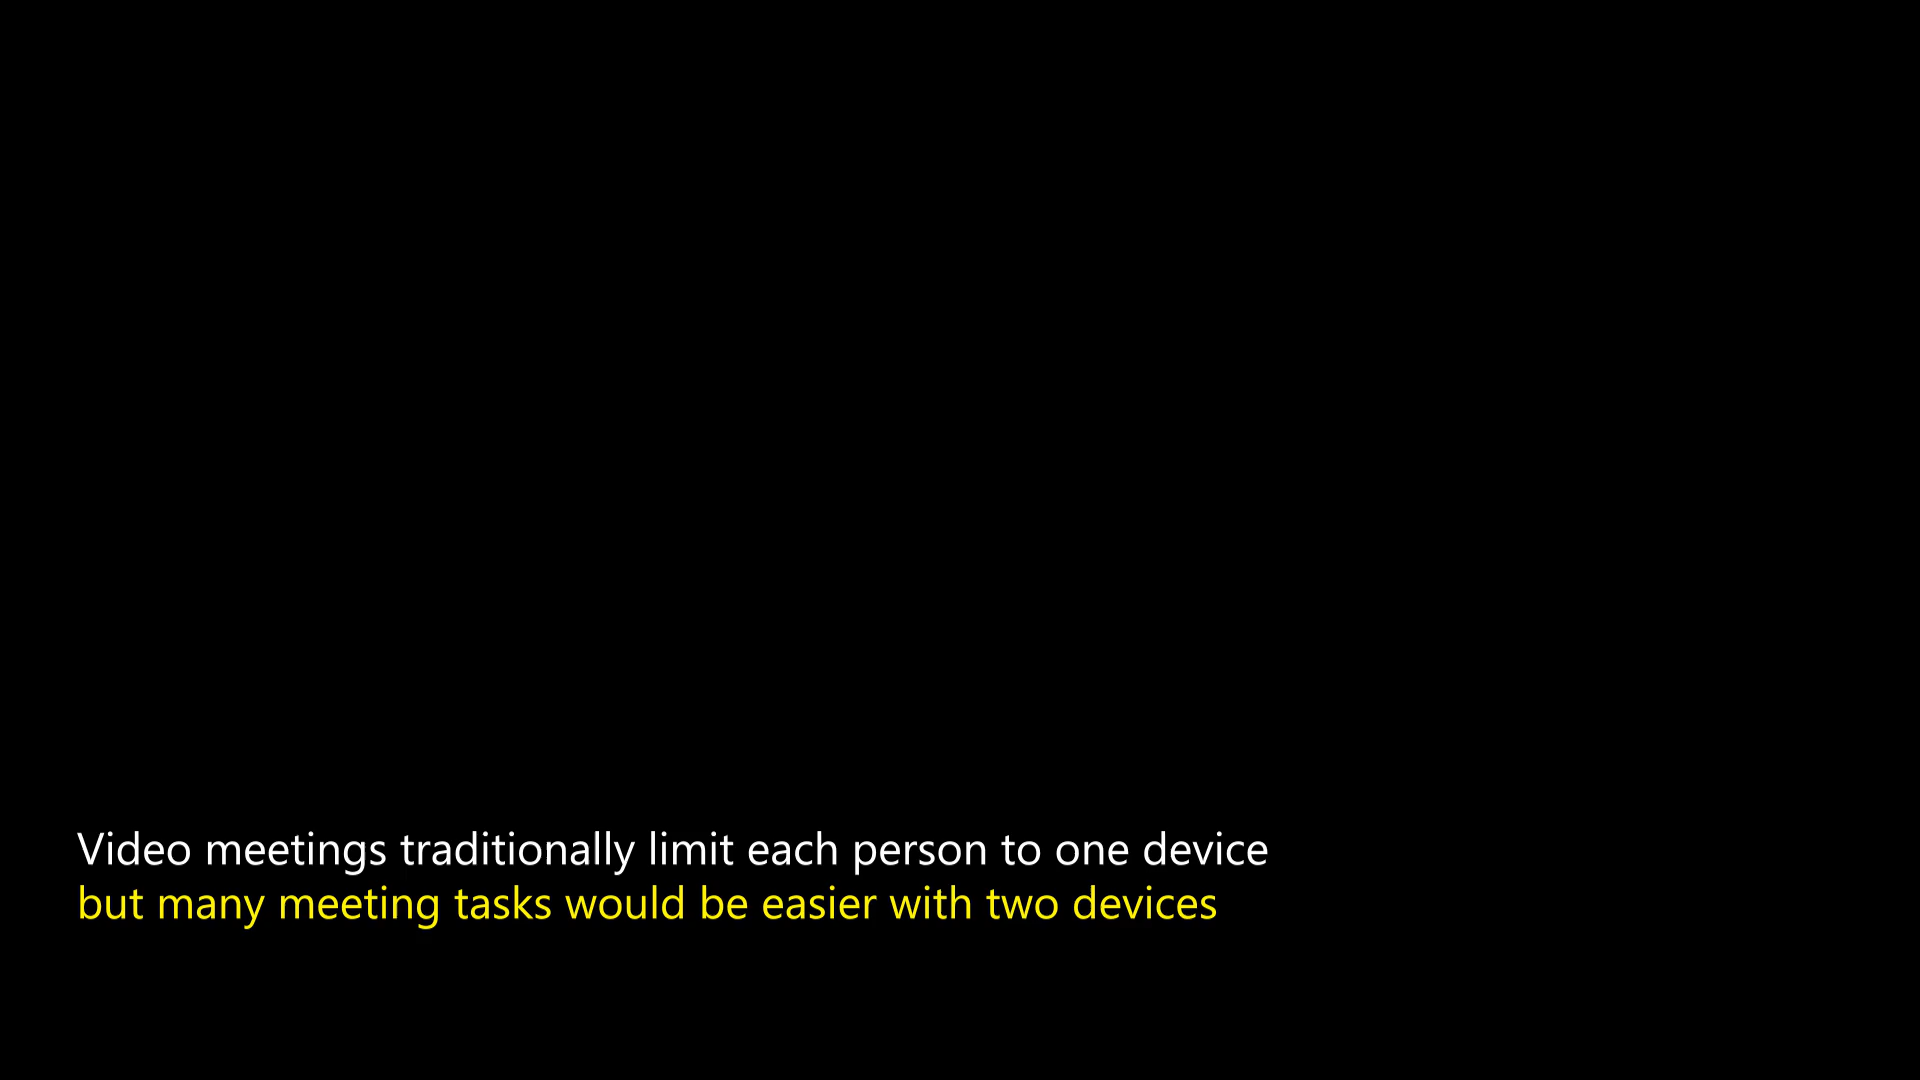 Video meetings traditionally limit each person to one device
but many meeting tasks would be easier with two devices